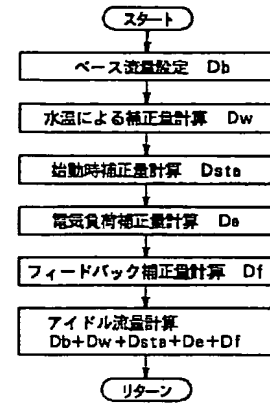 スタート
ベース流量設定 Db
水温による補正量計算 Dw
始動時補正量計算 Dsta
電気負荷補正量計算 De
フィードバック補正量計算 Df
アイドル流量計算
Db+Dw+Dsta+De+Df
リターン